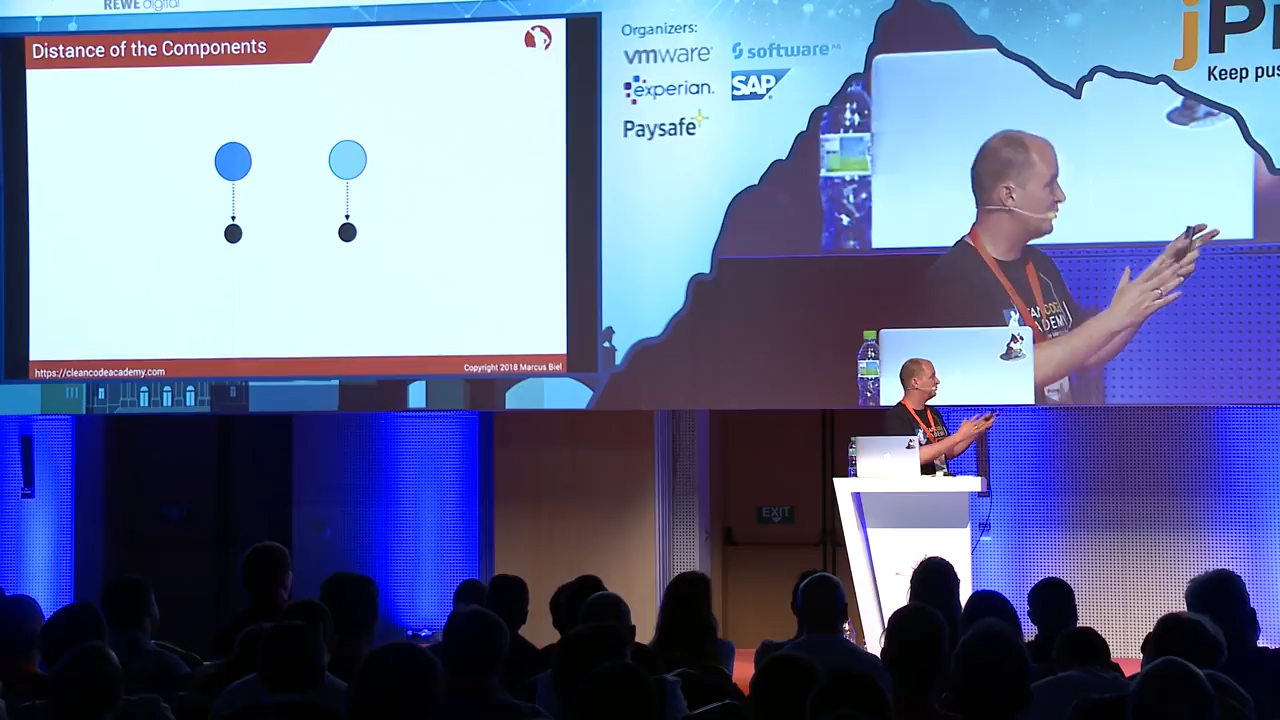 REWE digital
Distance of the Components
https://cleancodeacademy.com
Copyright 2018 Marcus Biel
Organizers:
vmware
software AG
experian.
SAP
Paysafe
Keep pus
EXIT